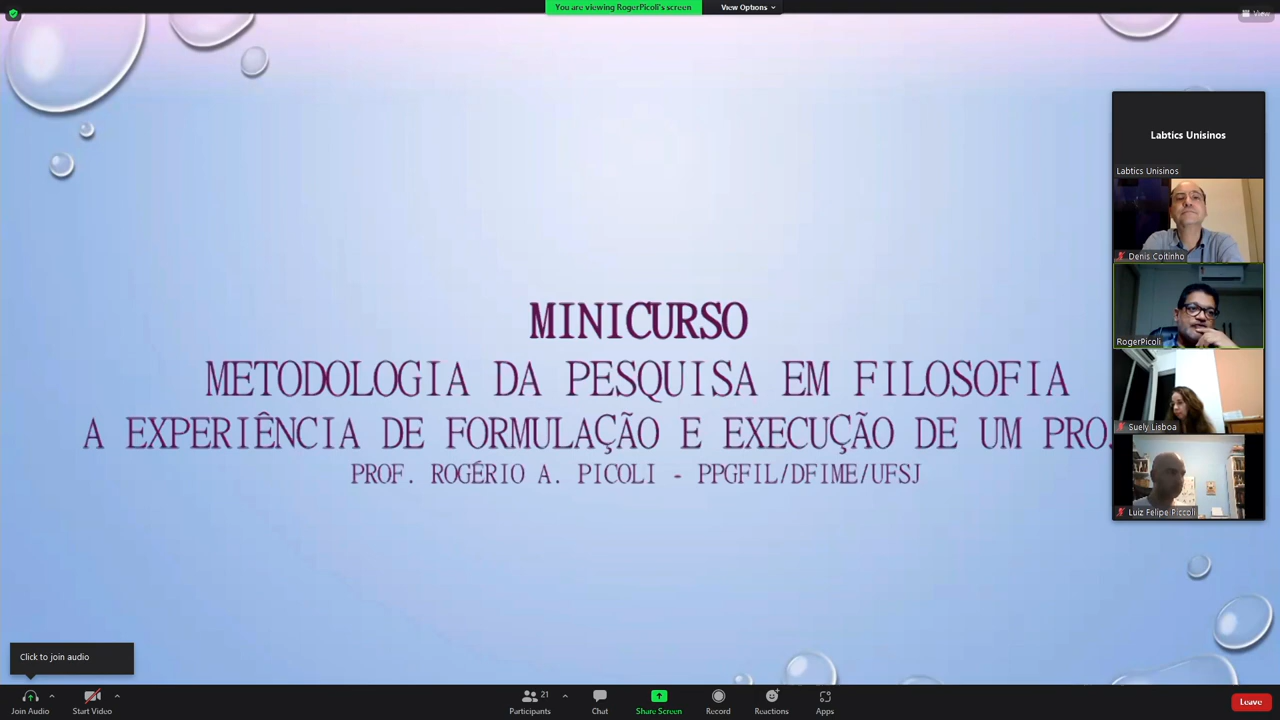 You are viewing RogerPicoli's screen
View Options
View
Labtics Unisinos
Labtics Unisinos
Denis Coitinho
RogerPicoli
Suely Lisboa
Luiz Felipe Piccoli
MINICURSO
METODOLOGIA DA PESQUISA EM FILOSOFIA
A EXPERIÊNCIA DE FORMULAÇÃO E EXECUÇÃO DE UM
PROF. ROGÉRIO A. PICOLI - PPGFIL/DFIME/UFSJ
Click to join audio
Join Audio
Start Video
21
Participants
Chat
Share Screen
Record
Reactions
Apps
Leave